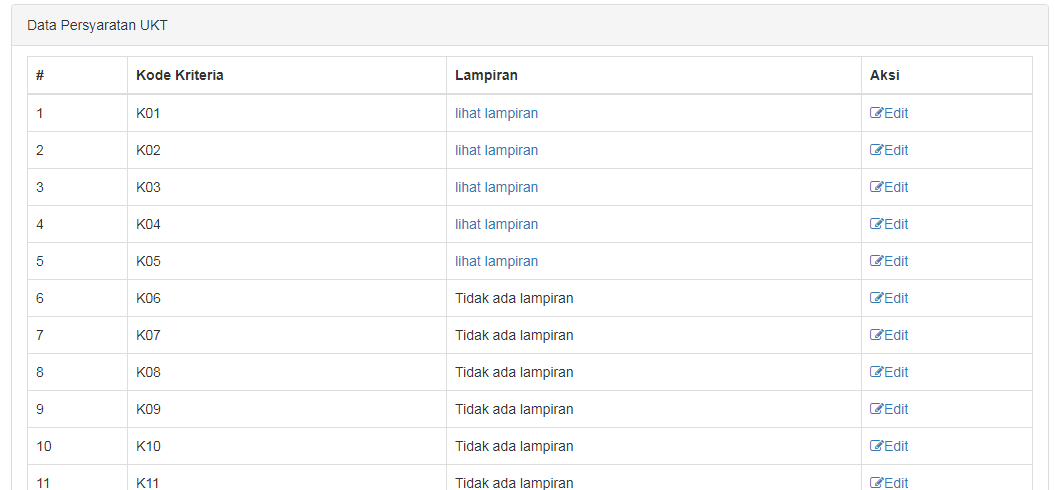 Data Persyaratan UKT
# Kode Kriteria Lampiran Aksi
1 K01 lihat lampiran Edit
2 K02 lihat lampiran Edit
3 K03 lihat lampiran Edit
4 K04 lihat lampiran Edit
5 K05 lihat lampiran Edit
6 K06 Tidak ada lampiran Edit
7 K07 Tidak ada lampiran Edit
8 K08 Tidak ada lampiran Edit
9 K09 Tidak ada lampiran Edit
10 K10 Tidak ada lampiran Edit
11 K11 Tidak ada lampiran Edit